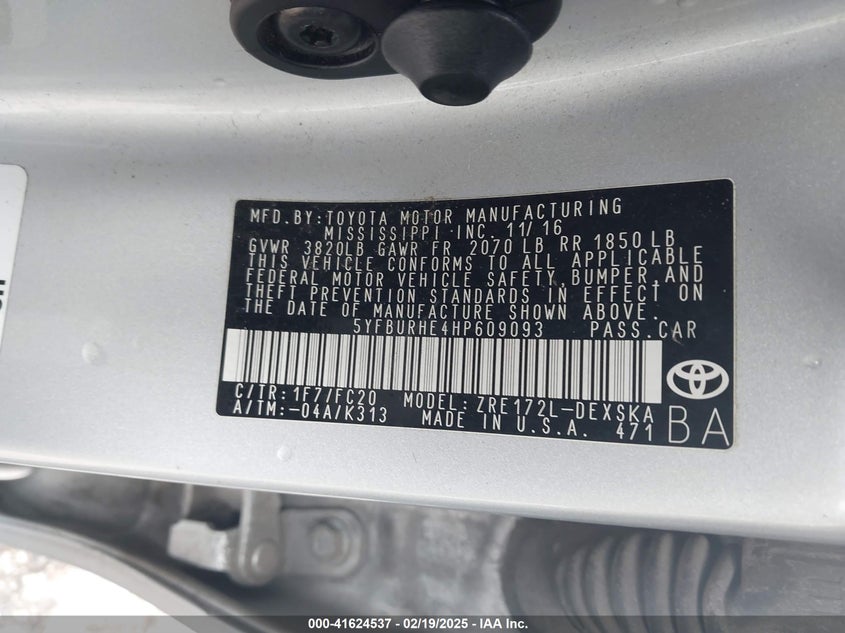 MFD. BY: TOYOTA MOTOR MANUFACTURING
MISSISSIPPI INC. 11/16
GVWR 3820LB GAWR FR 2070 LB RR 1850 LB
THIS VEHICLE CONFORMS TO ALL APPLICABLE
FEDERAL MOTOR VEHICLE SAFETY, BUMPER, AND
THEFT PREVENTION STANDARDS IN EFFECT ON
THE DATE OF MANUFACTURE SHOWN ABOVE.
5YFBURHE4HP609093 PASS. CAR
C/TR: 1F7/FC20 MODEL: ZRE172L-DEXSKA
A/TM: -04A/K313 MADE IN U.S.A. 471
BA
000-41624537 - 02/19/2025 - IAA Inc.